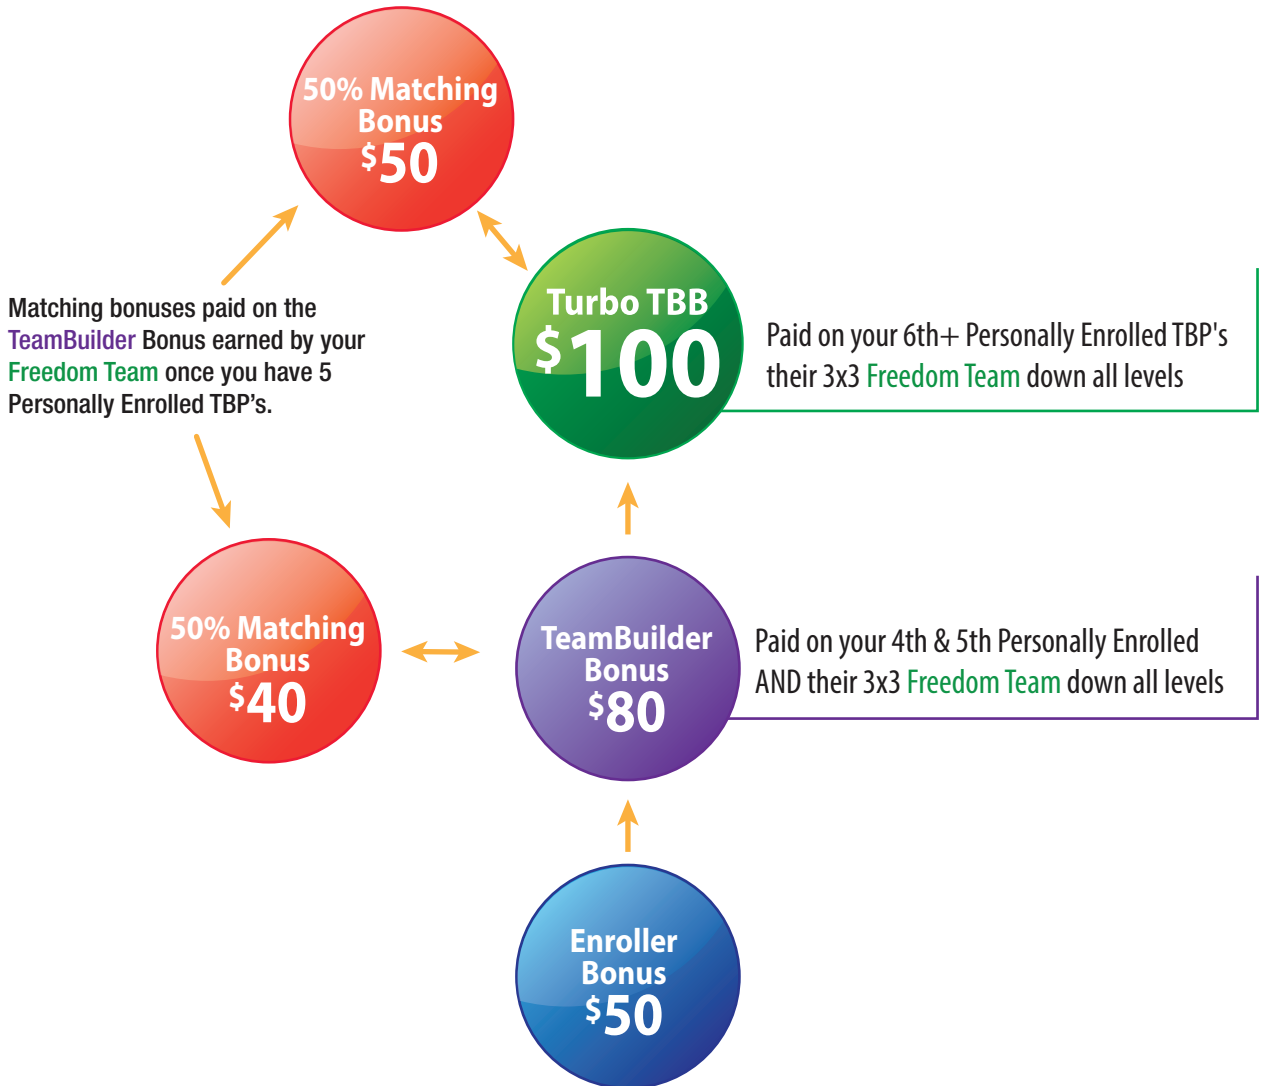 50% Matching
Bonus
$50
Turbo TBB
$100
Matching bonuses paid on the
TeamBuilder Bonus earned by your
Freedom Team once you have 5
Personally Enrolled TBP’s.
Paid on your 6th+ Personally Enrolled TBP's
their 3x3 Freedom Team down all levels
50% Matching
Bonus
$40
TeamBuilder
Bonus
$80
Paid on your 4th & 5th Personally Enrolled
AND their 3x3 Freedom Team down all levels
Enroller
Bonus
$50